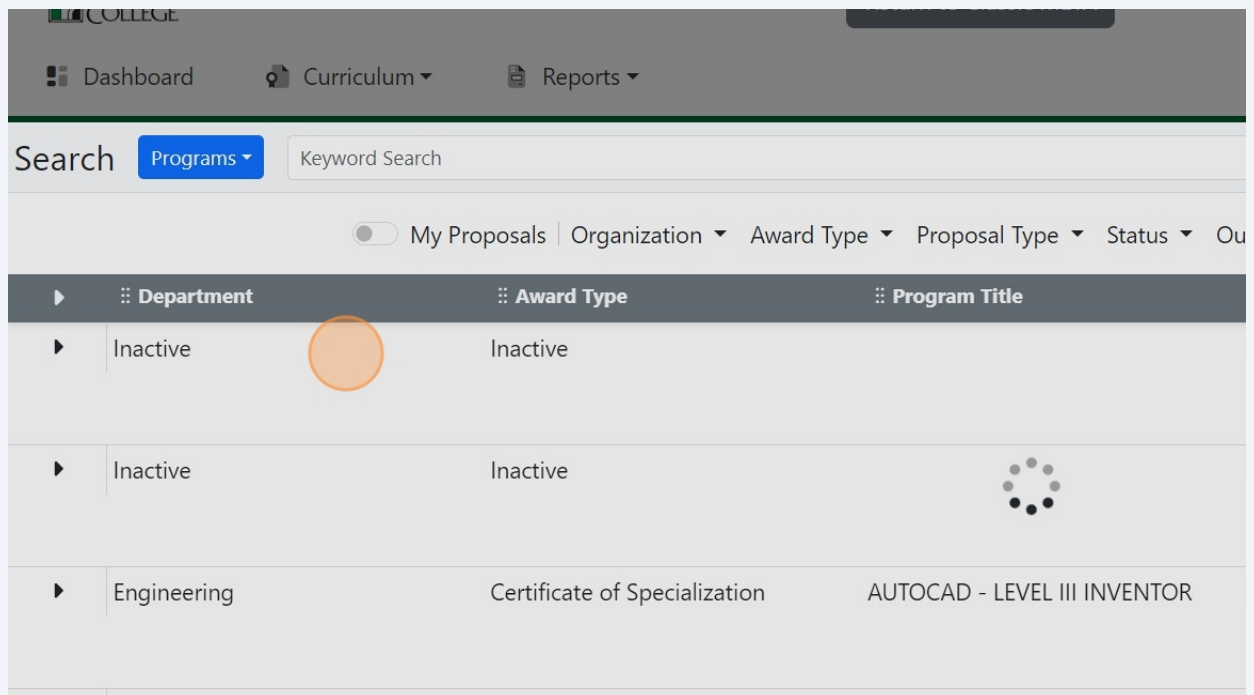 COLLEGE
Dashboard Curriculum Reports
Search Programs Keyword Search
My Proposals Organization Award Type Proposal Type Status Ou
Department Award Type Program Title
Inactive Inactive
Inactive Inactive
Engineering Certificate of Specialization AUTOCAD - LEVEL III INVENTOR